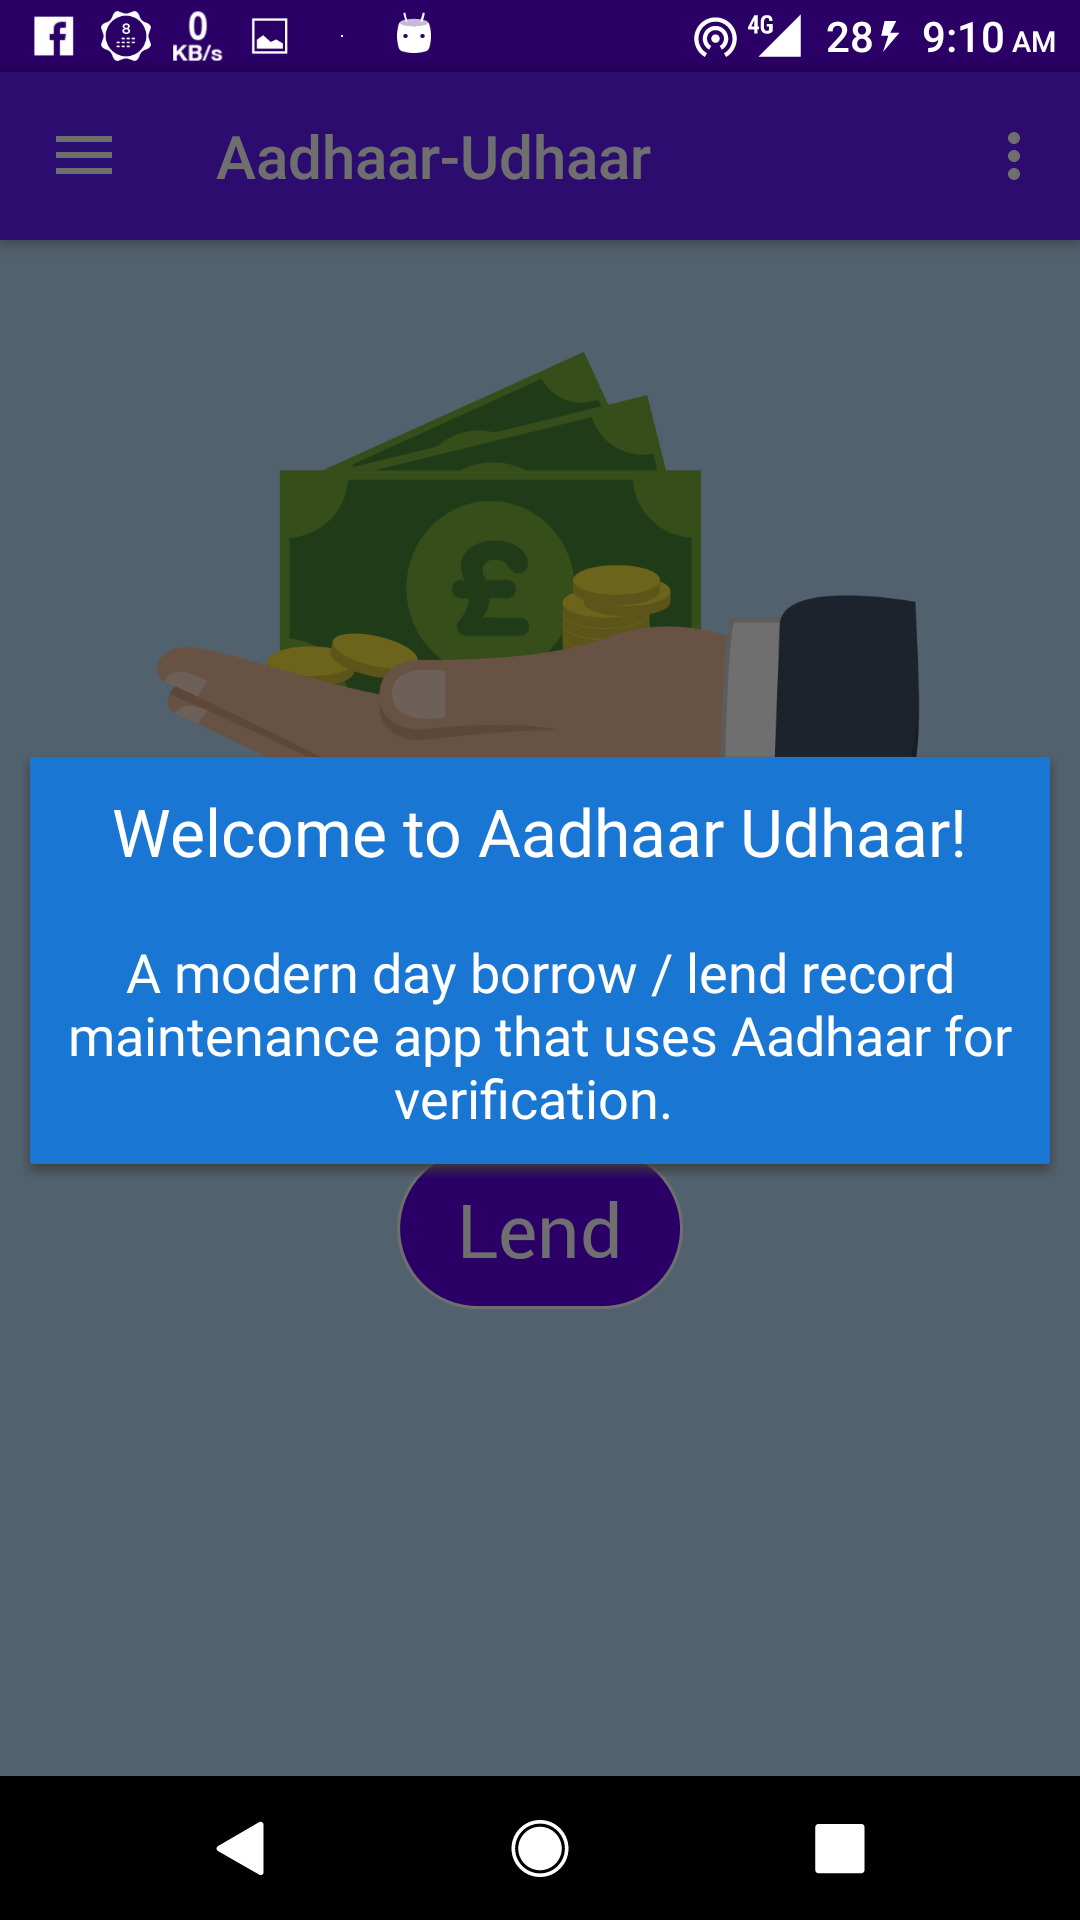 8
0
KB/s
4G
28
9:10 AM
Aadhaar-Udhaar
£
Welcome to Aadhaar Udhaar!
A modern day borrow / lend record
maintenance app that uses Aadhaar for
verification.
Lend